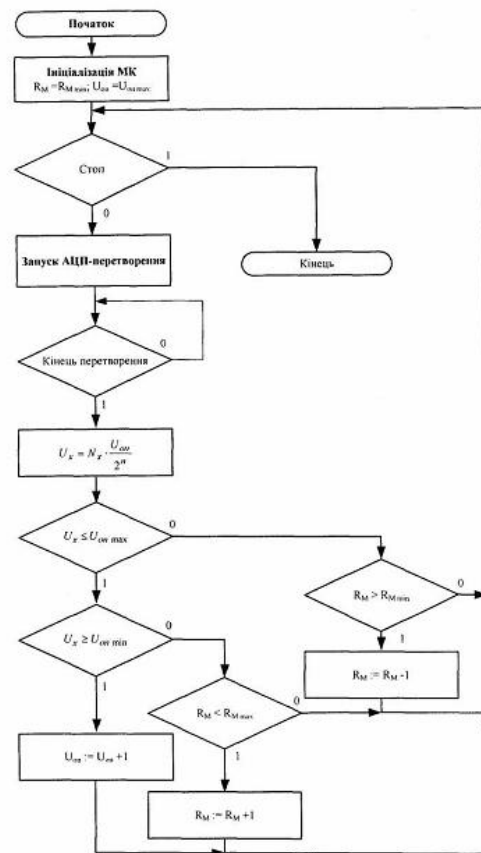 Початок
Ініціалізація МК
R_M = R_M min; U_on = U_on max
Стоп
1
0
Запуск АЦП-перетворення
Кінець
Кінець перетворення
0
1
U_x = N_x · U_on / 2^n
U_x ≤ U_on max
0
1
R_M > R_M min
0
1
U_x ≥ U_on min
0
1
R_M := R_M -1
R_M < R_M max
0
1
U_on := U_on +1
R_M := R_M +1